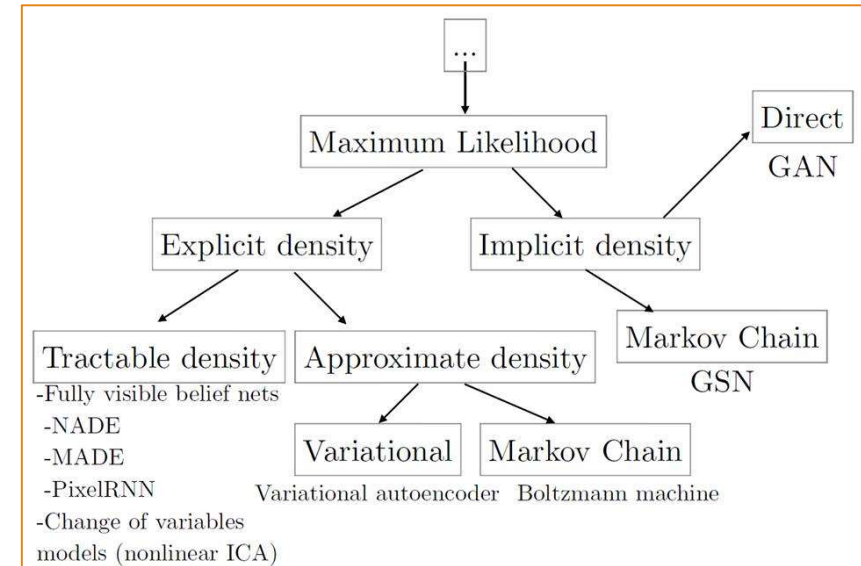 ...
Maximum Likelihood
Direct
GAN
Explicit density
Implicit density
Tractable density
-Fully visible belief nets
-NADE
-MADE
-PixelRNN
-Change of variables
models (nonlinear ICA)
Approximate density
Variational
Variational autoencoder
Markov Chain
Boltzmann machine
Markov Chain
GSN